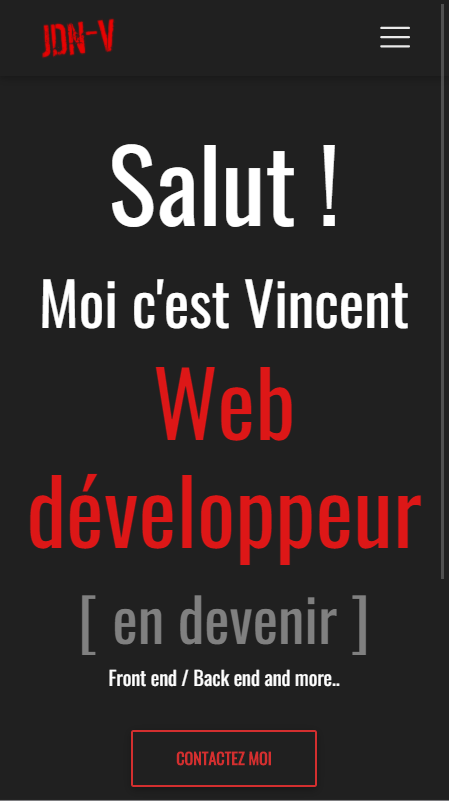 JDN-V
Salut !
Moi c'est Vincent
Web
développeur
[ en devenir ]
Front end / Back end and more..
CONTACTEZ MOI